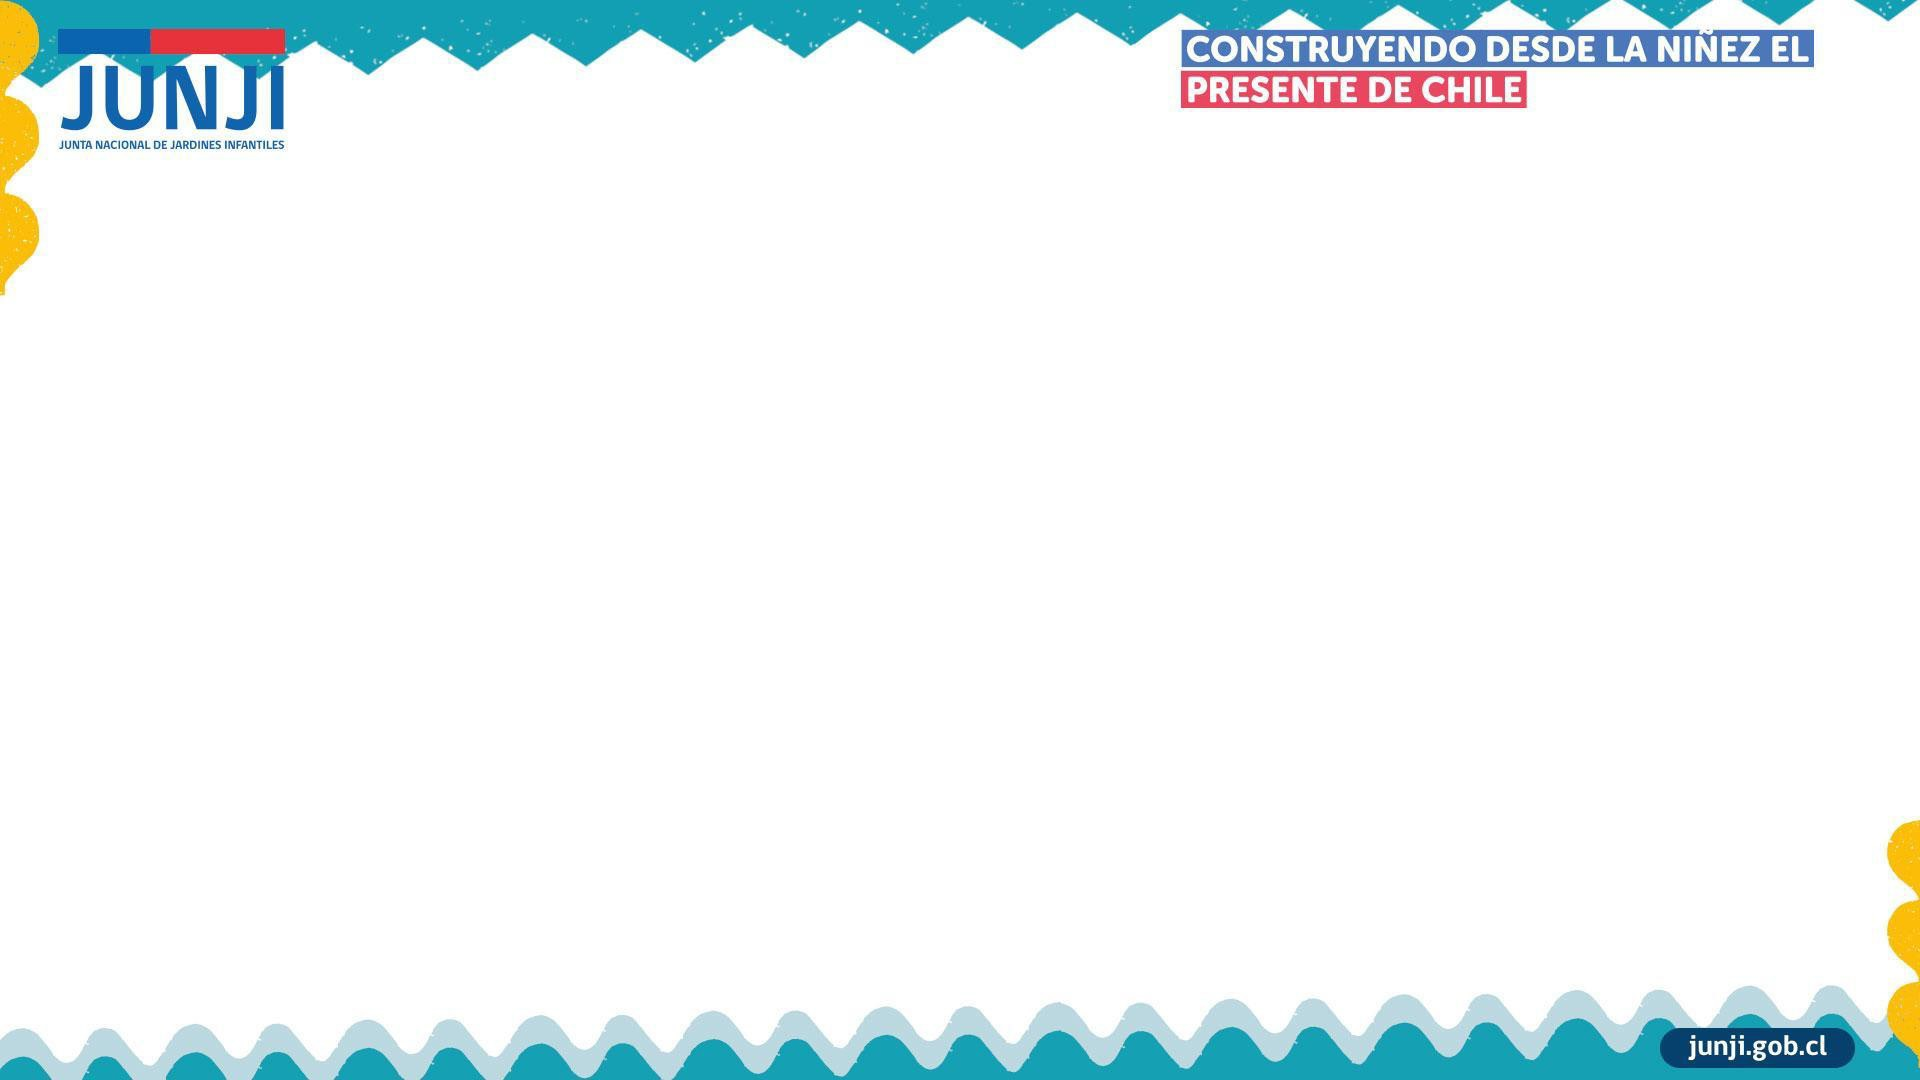 JUNJI
JUNTA NACIONAL DE JARDINES INFANTILES
CONSTRUYENDO DESDE LA NIÑEZ EL
PRESENTE DE CHILE
junji.gob.cl